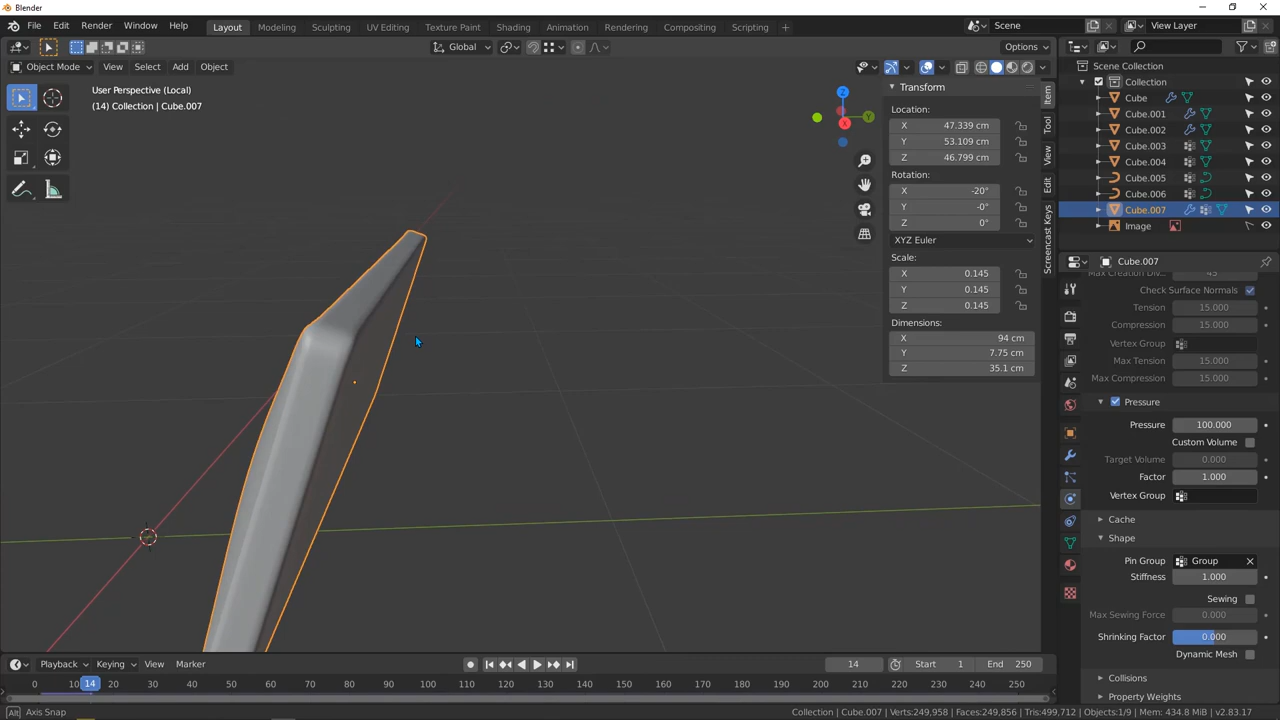 Blender
File Edit Render Window Help
Layout Modeling Sculpting UV Editing Texture Paint Shading Animation Rendering Compositing Scripting +
Scene
View Layer
Global
Options
Object Mode View Select Add Object
User Perspective (Local)
(14) Collection | Cube.007
Z
Y
X
Transform
Location:
X 47.339 cm
Y 53.109 cm
Z 46.799 cm
Rotation:
X -20°
Y -0°
Z 0°
XYZ Euler
Scale:
X 0.145
Y 0.145
Z 0.145
Dimensions:
X 94 cm
Y 7.75 cm
Z 35.1 cm
Item
Tool
View
Edit
Screencast Keys
Scene Collection
Collection
Cube
Cube.001
Cube.002
Cube.003
Cube.004
Cube.005
Cube.006
Cube.007
Image
Cube.007
Max Creation Div... 45
Check Surface Normals
Tension 15.000
Compression 15.000
Vertex Group
Max Tension 15.000
Max Compression 15.000
Pressure
Pressure 100.000
Custom Volume
Target Volume 0.000
Factor 1.000
Vertex Group
Cache
Shape
Pin Group Group
Stiffness 1.000
Sewing
Max Sewing Force 0.000
Shrinking Factor 0.000
Dynamic Mesh
Collisions
Property Weights
Playback Keying View Marker
14 Start 1 End 250
0 10 14 20 30 40 50 60 70 80 90 100 110 120 130 140 150 160 170 180 190 200 210 220 230 240 250
Alt Axis Snap
Collection | Cube.007 | Verts:249,958 | Faces:249,856 | Tris:499,712 | Objects:1/9 | Mem: 434.8 MiB | v2.83.17